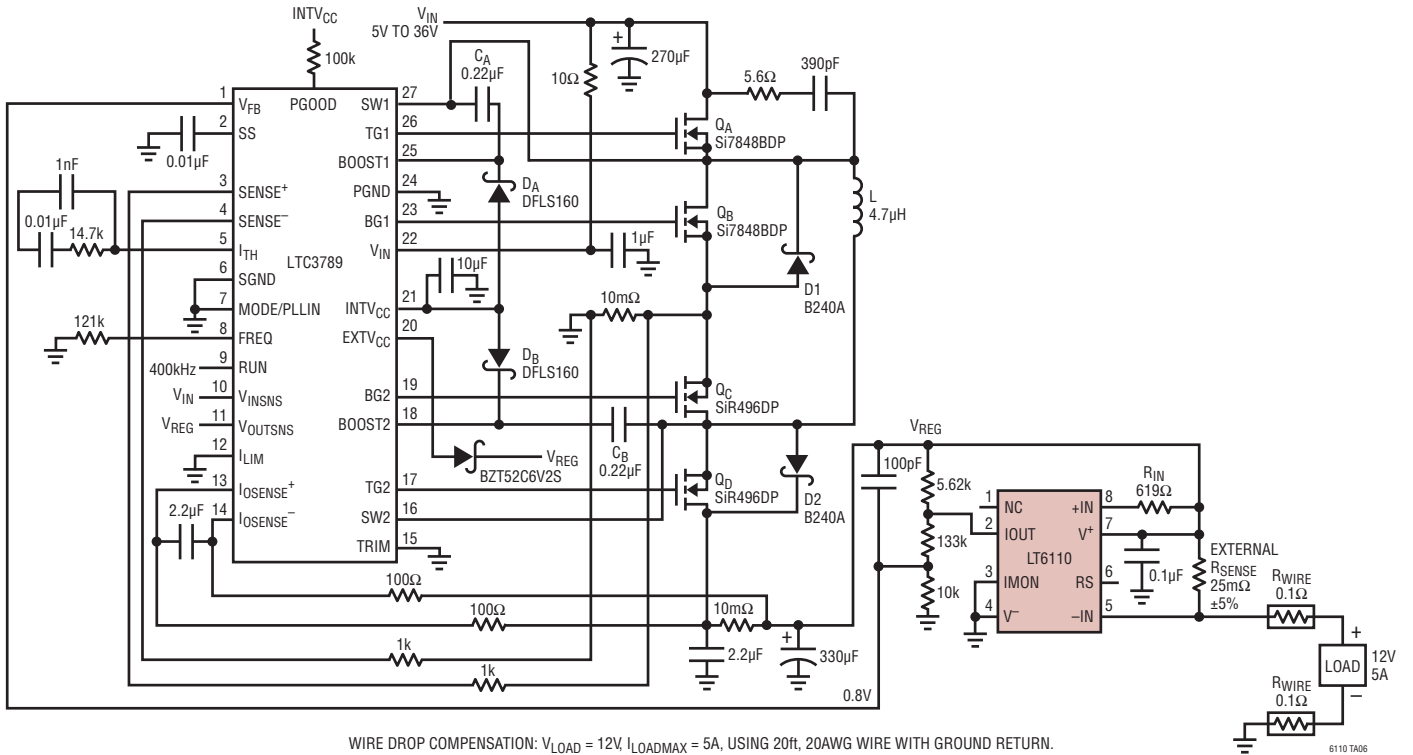 INTVCC
100k
VIN
5V TO 36V
CA
0.22µF
10Ω
+
270µF
5.6Ω
390pF
1
VFB
PGOOD
SW1
27
2
SS
0.01µF
TG1
26
QA
Si7848BDP
BOOST1
25
1nF
3
SENSE+
PGND
24
DA
DFLS160
4
SENSE–
BG1
23
QB
Si7848BDP
L
4.7µH
0.01µF
14.7k
5
ITH
VIN
22
1µF
LTC3789
6
SGND
10µF
7
MODE/PLLIN
INTVCC
21
10mΩ
D1
B240A
121k
8
FREQ
EXTVCC
20
400kHz
9
RUN
DB
DFLS160
VIN
10
VINSNS
BG2
19
QC
SiR496DP
VREG
11
VOUTSNS
BOOST2
18
12
ILIM
CB
0.22µF
VREG
BZT52C6V2S
13
IOSENSE+
TG2
17
QD
SiR496DP
D2
B240A
14
IOSENSE–
2.2µF
SW2
16
TRIM
15
100Ω
100Ω
10mΩ
1k
1k
2.2µF
+
330µF
VREG
100pF
5.62k
133k
10k
0.8V
1
NC
+IN
8
RIN
619Ω
2
IOUT
V+
7
LT6110
0.1µF
3
IMON
RS
6
4
V–
–IN
5
EXTERNAL
RSENSE
25mΩ
±5%
RWIRE
0.1Ω
+
LOAD
12V
5A
–
RWIRE
0.1Ω
WIRE DROP COMPENSATION: VLOAD = 12V, ILOADMAX = 5A, USING 20ft, 20AWG WIRE WITH GROUND RETURN.
6110 TA06